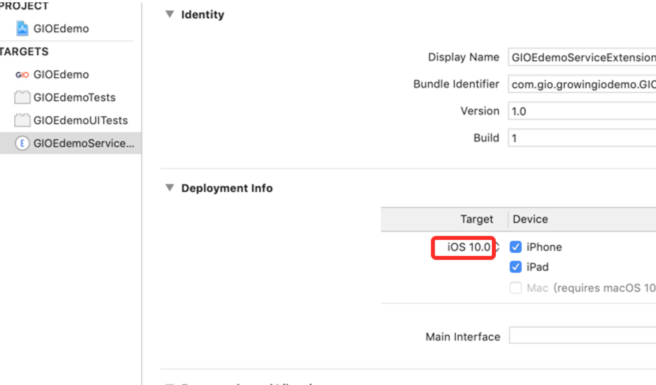 PROJECT
GIOEdemo
TARGETS
GIO GIOEdemo
GIOEdemoTests
GIOEdemoUITests
E GIOEdemoService...
Identity
Display Name GIOEdemoServiceExtension
Bundle Identifier com.gio.growingiodemo.GIO
Version 1.0
Build 1
Deployment Info
Target Device
iOS 10.0 iPhone
iPad
Mac (requires macOS 10
Main Interface